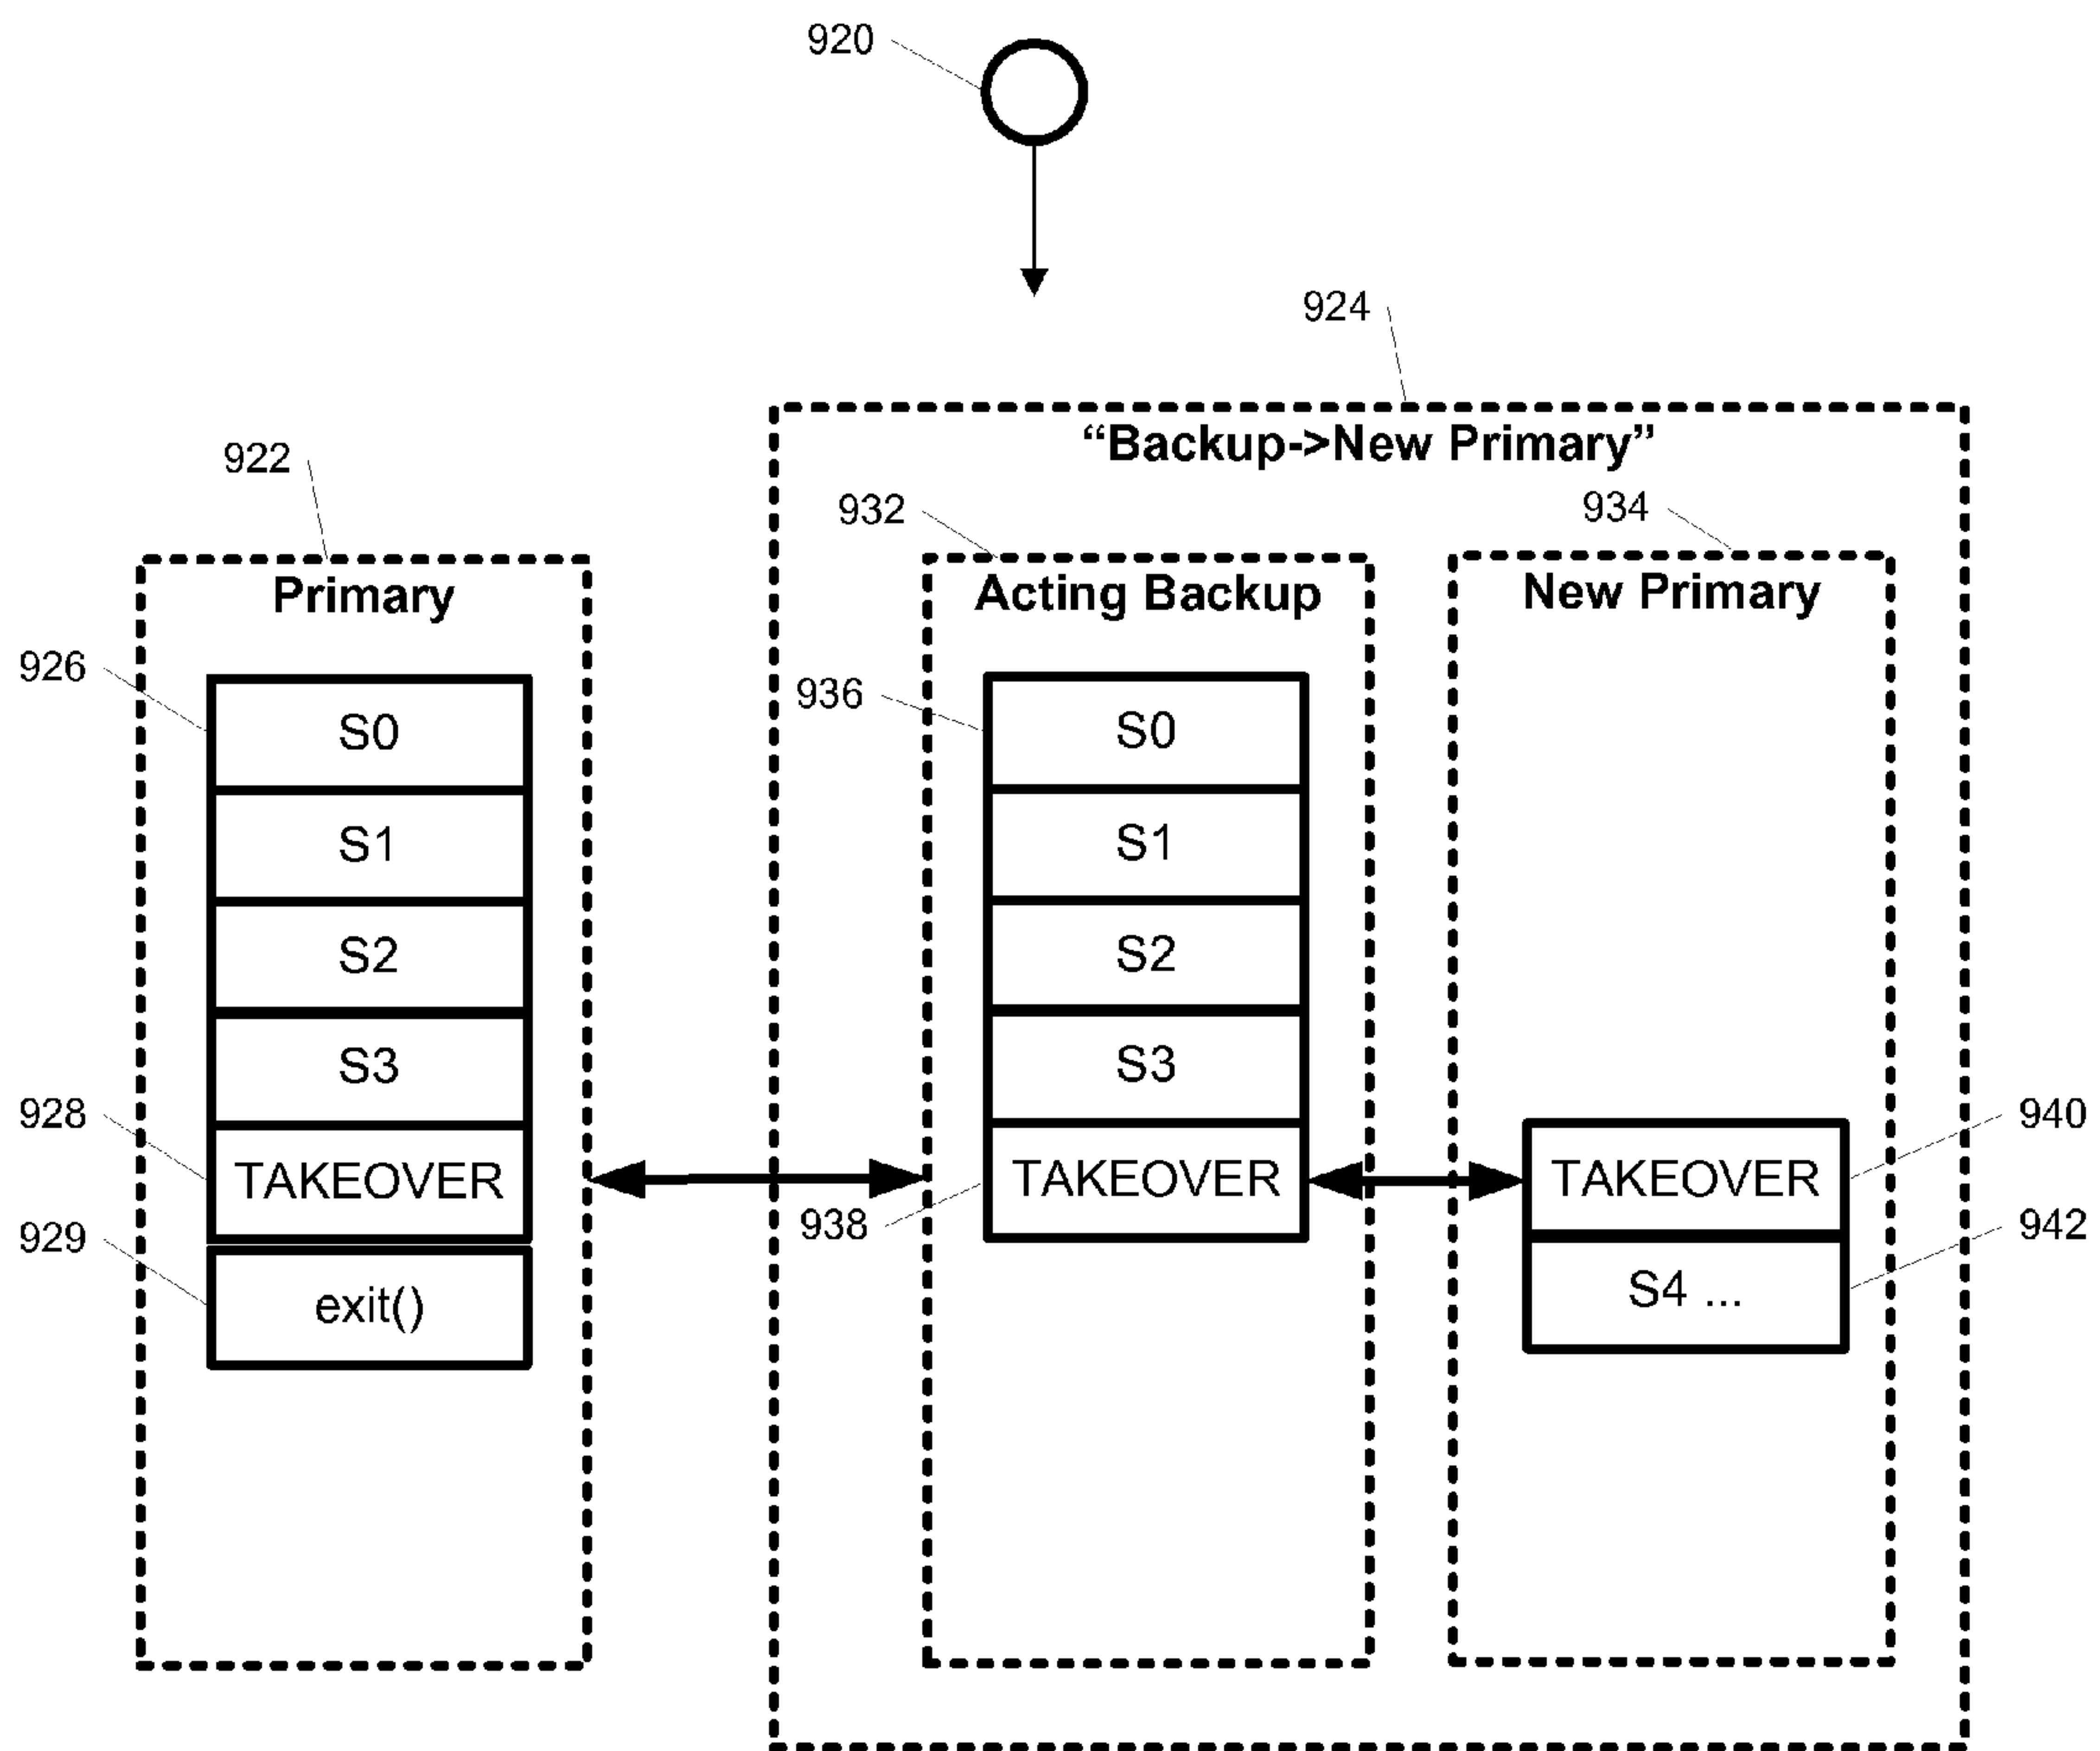 920
924
“Backup->New Primary”
922
932
934
Primary
Acting Backup
New Primary
926
S0
S1
S2
S3
928
TAKEOVER
929
exit()
936
S0
S1
S2
S3
TAKEOVER
938
TAKEOVER
940
S4 ...
942